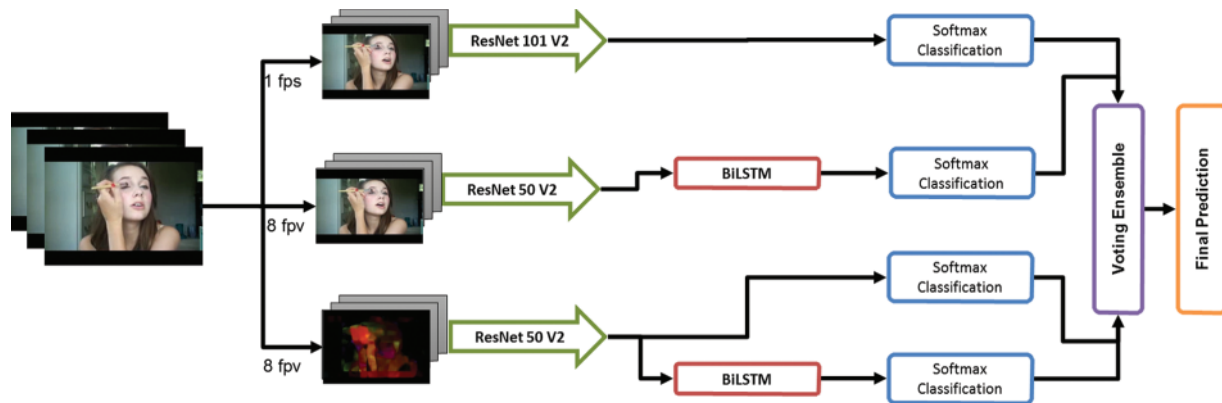 1 fps
ResNet 101 V2
Softmax
Classification
8 fpv
ResNet 50 V2
BiLSTM
Softmax
Classification
8 fpv
ResNet 50 V2
Softmax
Classification
BiLSTM
Softmax
Classification
Voting Ensemble
Final Prediction